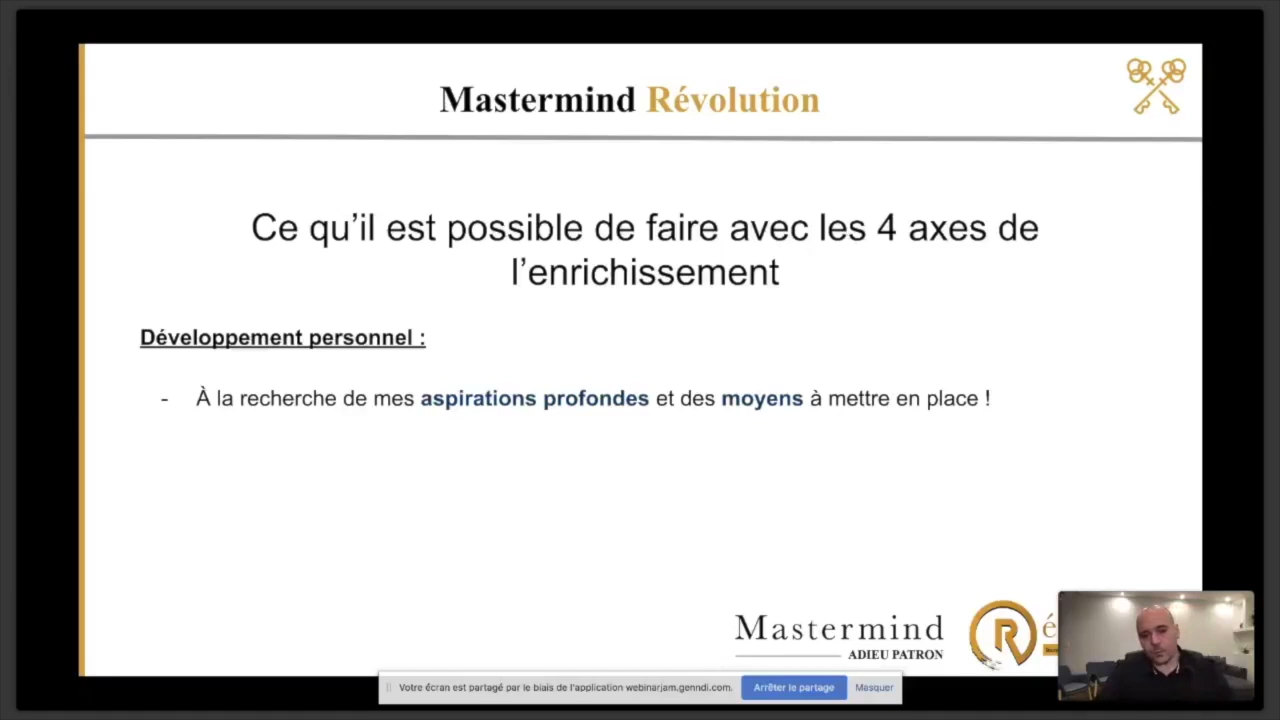 Mastermind Révolution
Ce qu'il est possible de faire avec les 4 axes de
l'enrichissement
Développement personnel :
- À la recherche de mes aspirations profondes et des moyens à mettre en place !
Mastermind
ADIEU PATRON
R
é
Votre écran est partagé par le biais de l'application webinarjam.genndi.com.
Arrêter le partage
Masquer